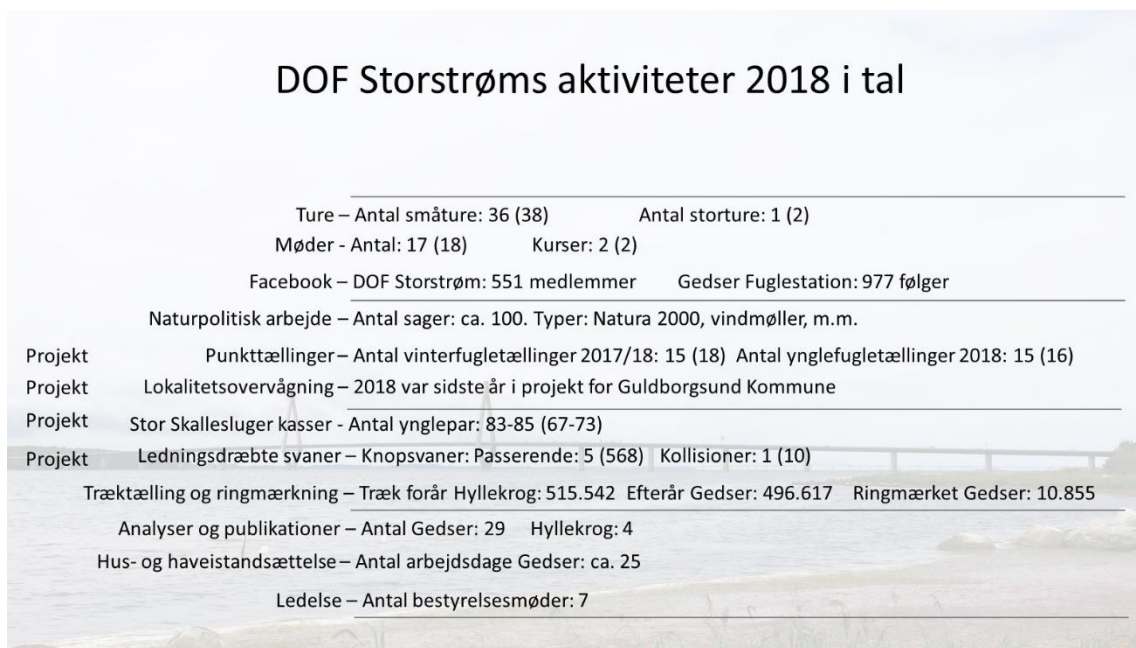 DOF Storstrøms aktiviteter 2018 i tal
Ture – Antal småture: 36 (38) Antal storture: 1 (2)
Møder - Antal: 17 (18) Kurser: 2 (2)
Facebook – DOF Storstrøm: 551 medlemmer Gedser Fuglestation: 977 følger
Naturpolitisk arbejde – Antal sager: ca. 100. Typer: Natura 2000, vindmøller, m.m.
Projekt Punkttællinger – Antal vinterfugletællinger 2017/18: 15 (18) Antal ynglefugletællinger 2018: 15 (16)
Projekt Lokalitetsovervågning – 2018 var sidste år i projekt for Guldborgsund Kommune
Projekt Stor Skallesluger kasser - Antal ynglepar: 83-85 (67-73)
Projekt Ledningsdræbte svaner – Knopsvaner: Passerende: 5 (568) Kollisioner: 1 (10)
Træktælling og ringmærkning – Træk forår Hyllekrog: 515.542 Efterår Gedser: 496.617 Ringmærket Gedser: 10.855
Analyser og publikationer – Antal Gedser: 29 Hyllekrog: 4
Hus- og haveistandsættelse – Antal arbejdsdage Gedser: ca. 25
Ledelse – Antal bestyrelsesmøder: 7